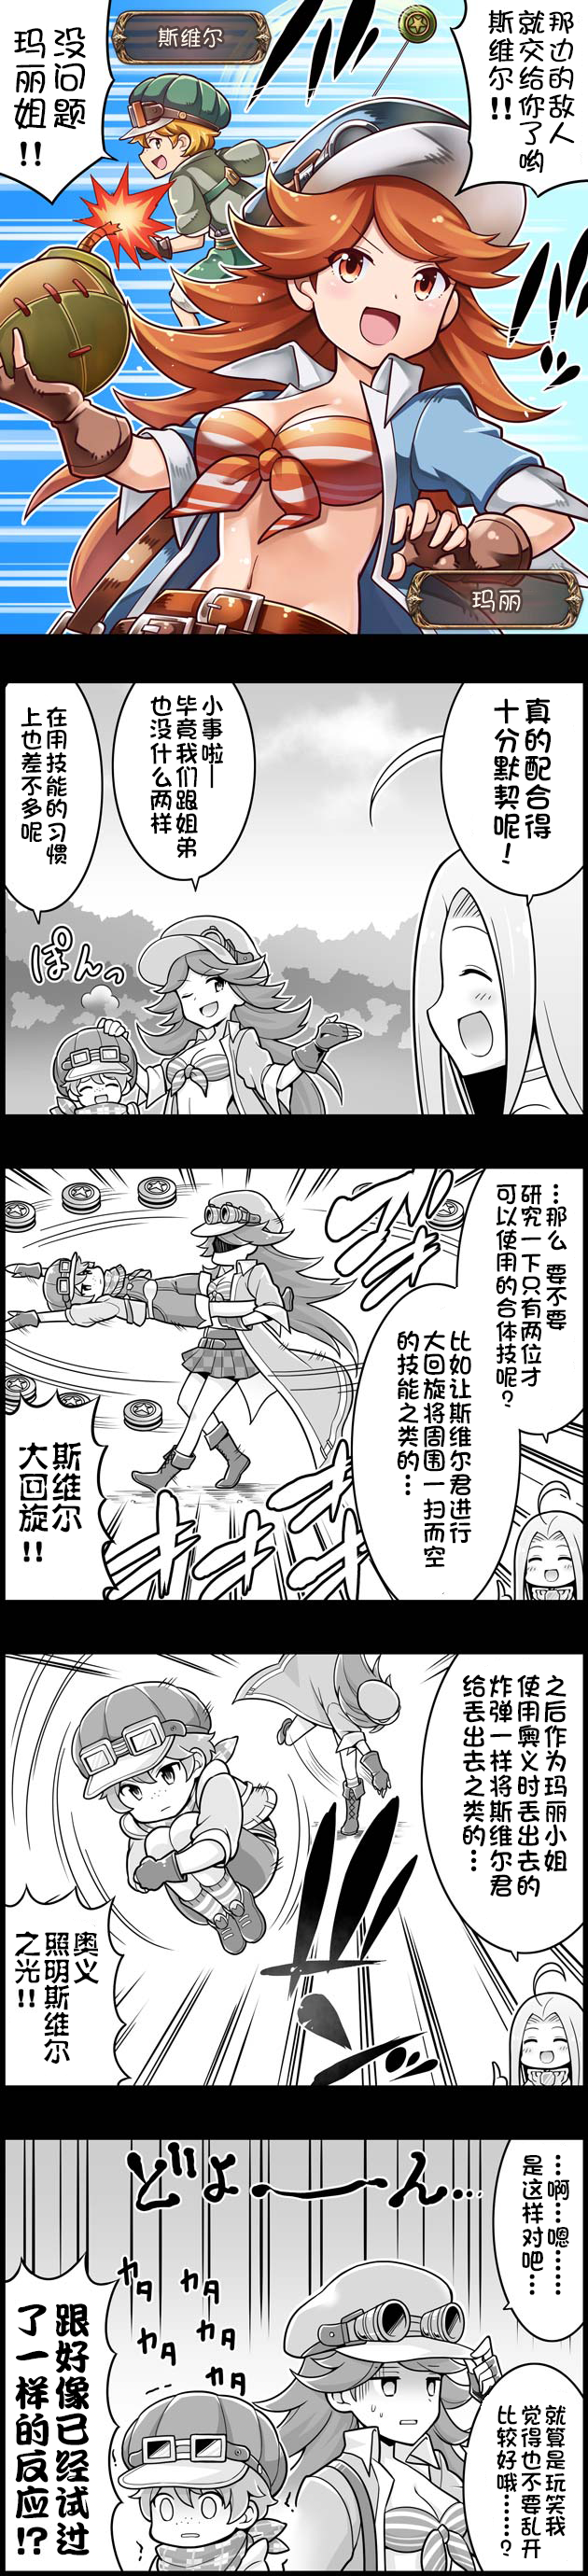 那边的敌人
就交给你了哟
斯维尔!!
斯维尔
没问题
玛丽姐
!!
玛丽
真的配合得
十分默契呢!
小事啦—
毕竟我们跟姐弟
也没什么两样
在用技能的习惯
上也差不多呢
ぽんっ
…那么 要不要
研究一下只有两位才
可以使用的合体技呢?
比如让斯维尔君进行
大回旋将周围一扫而空
的技能之类的…
斯维尔
大回旋!!
之后作为玛丽小姐
使用奥义时丢出去的
炸弹一样将斯维尔君
给丢出去之类的…
奥义
照明斯维尔
之光!!
…啊…嗯……
是这样对吧…
どよーーん…
就算是玩笑我
觉得也不要乱开
比较好哦………?
カタ
カタ
カタ
カタ
跟好像已经试过
了一样的反应!?